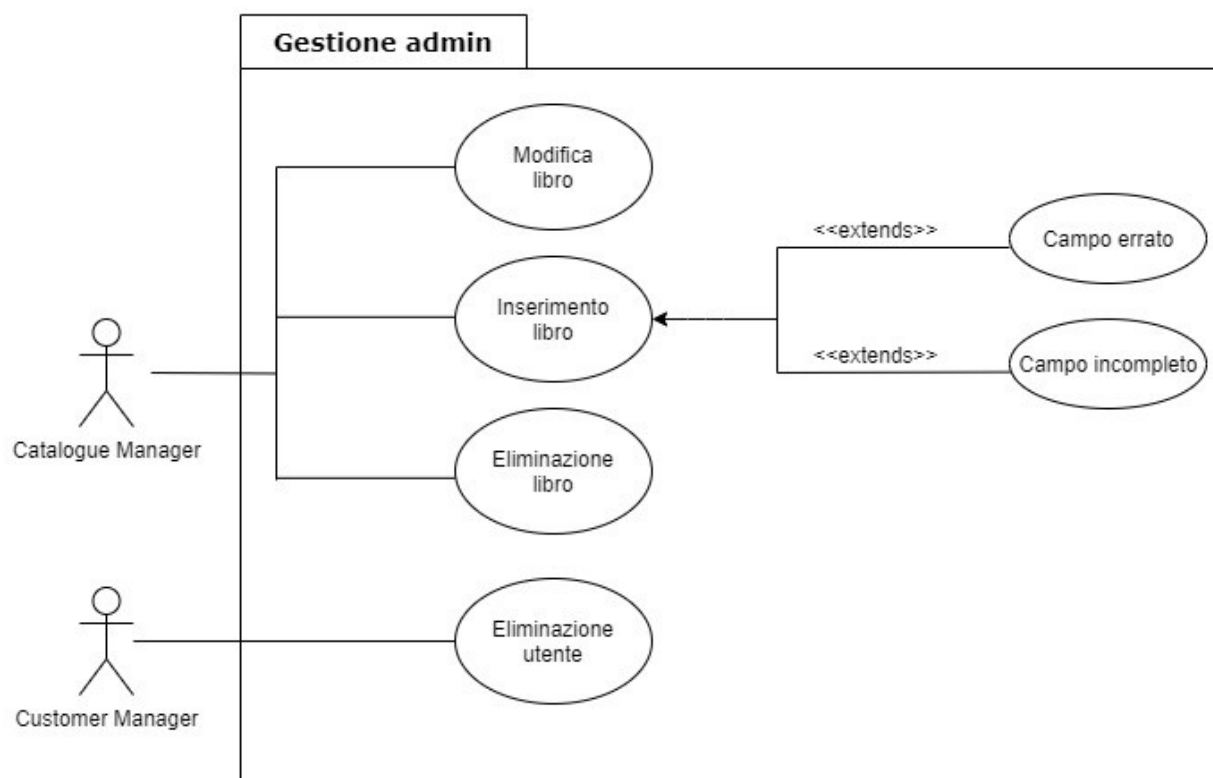 Gestione admin
Modifica
libro
<<extends>>
Campo errato
Inserimento
libro
<<extends>>
Campo incompleto
Catalogue Manager
Eliminazione
libro
Eliminazione
utente
Customer Manager